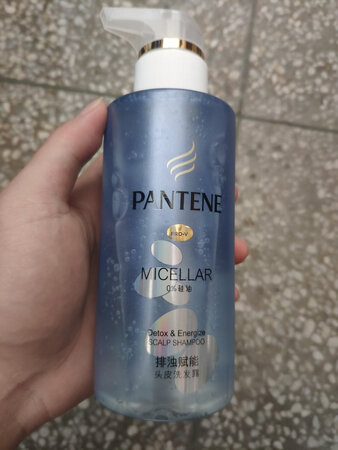 PANTENE
PRO-V
MICELLAR
0%硅油
Detox & Energize
SCALP SHAMPOO
排浊赋能
头皮洗发露